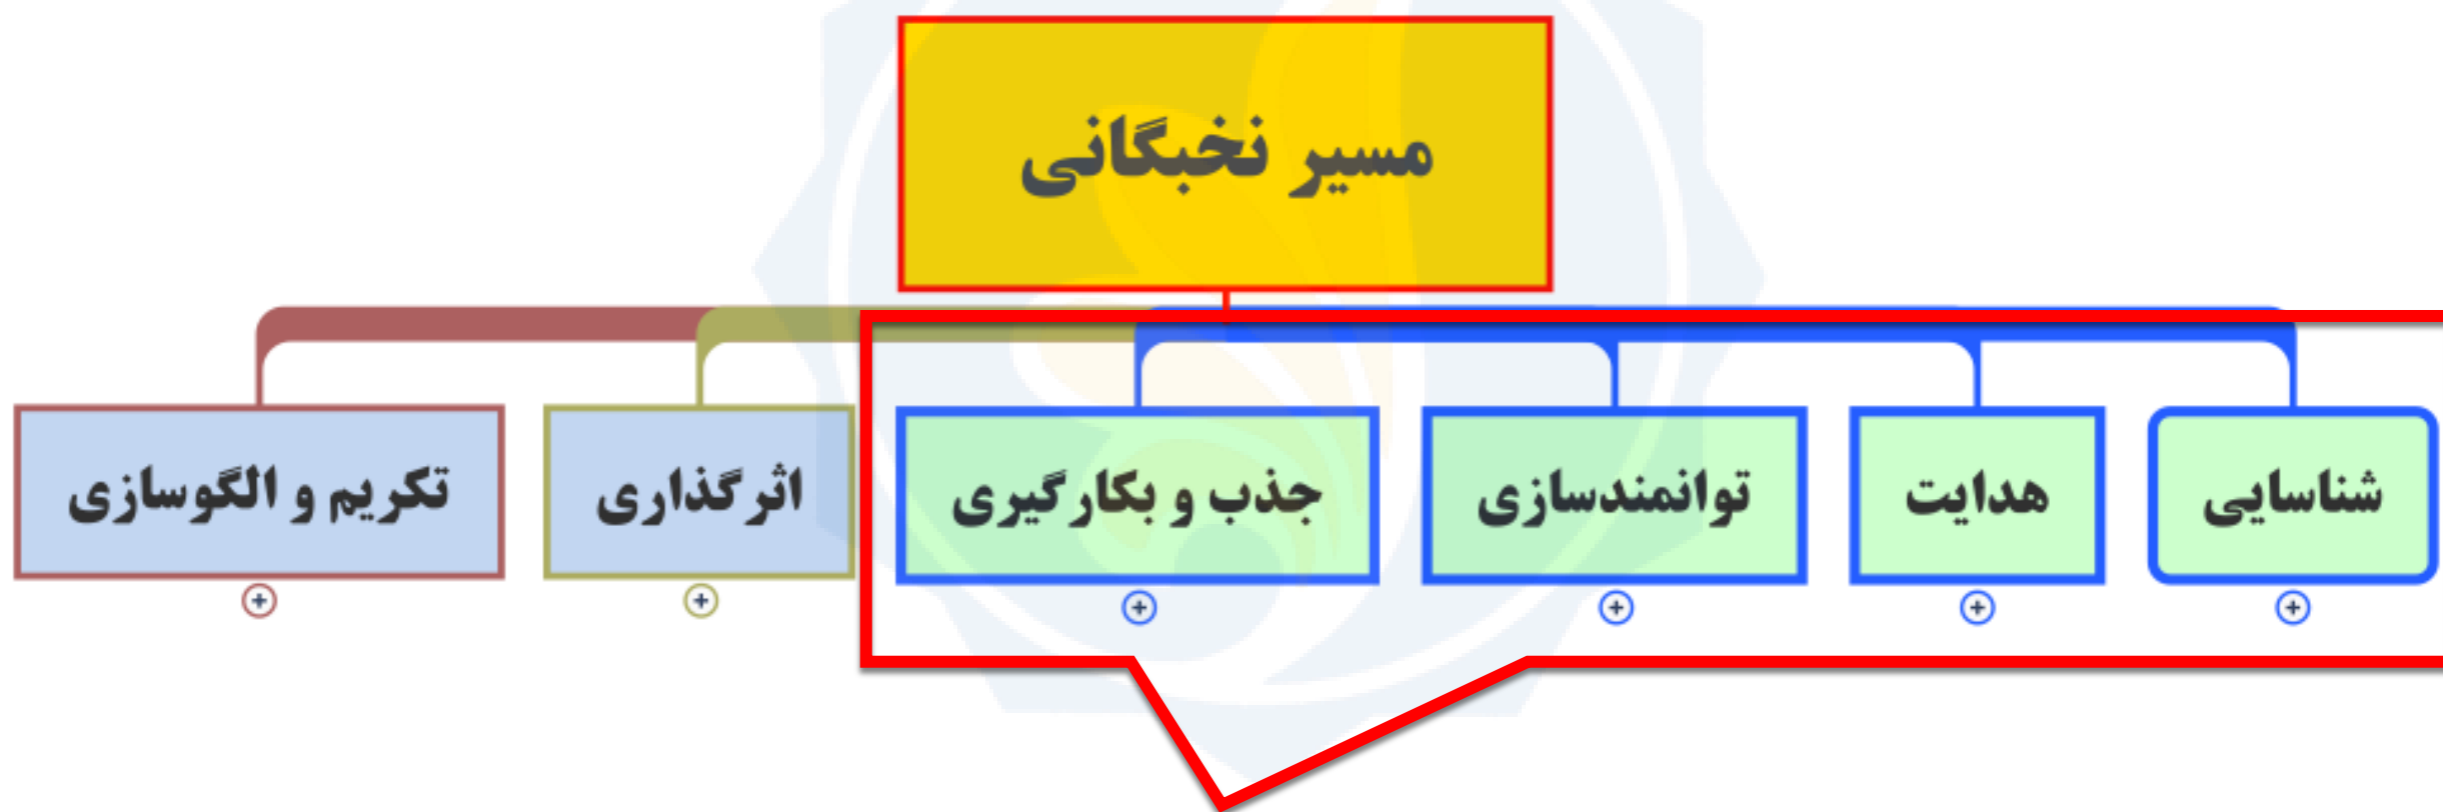 مسیر نخبگانی
شناسایی
هدایت
توانمندسازی
جذب و بکارگیری
اثرگذاری
تکریم و الگوسازی